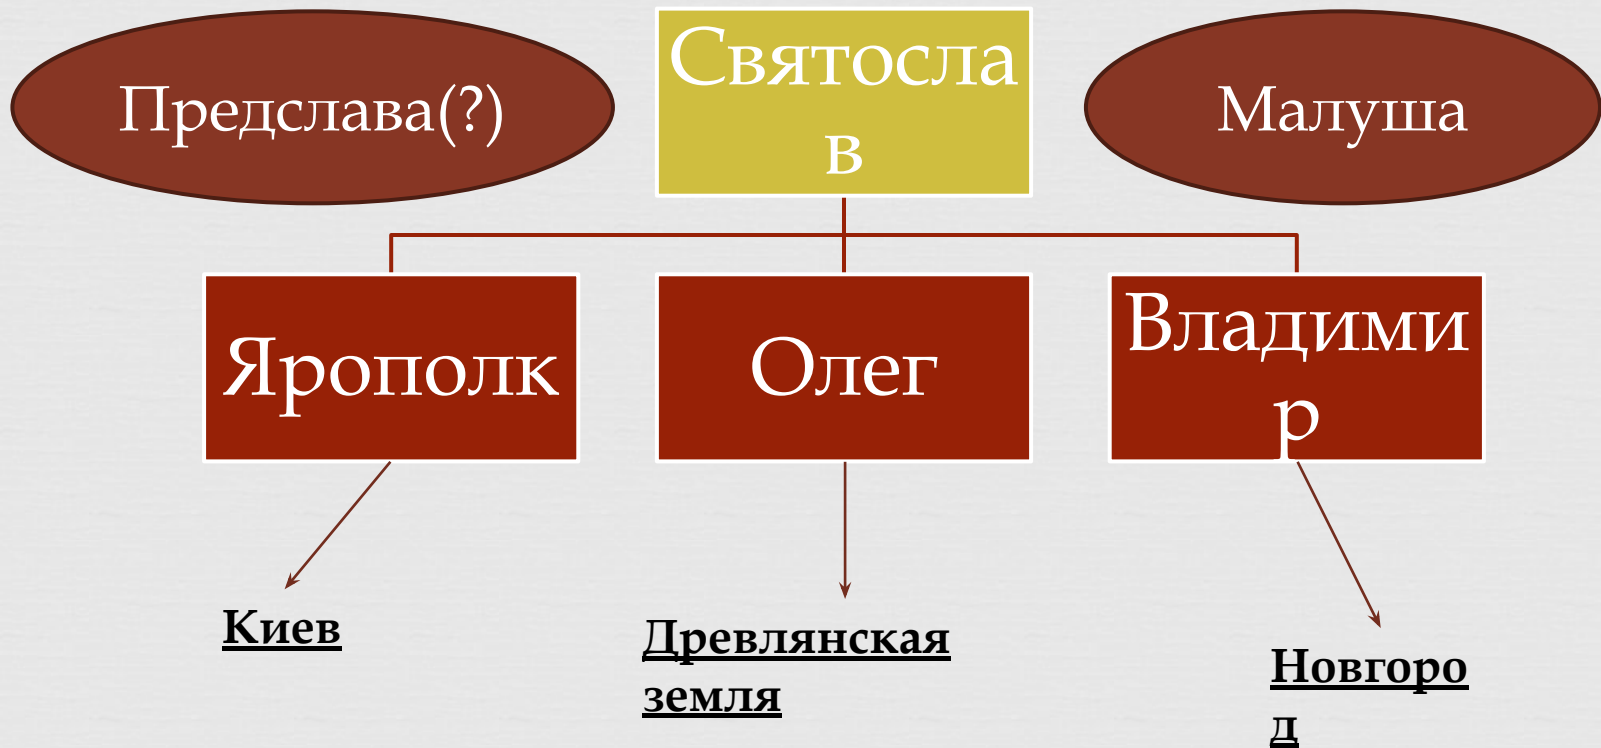 Предслава(?)
Святосла
в
Малуша
Ярополк
Олег
Владими
р
Киев
Древлянская
земля
Новгоро
д